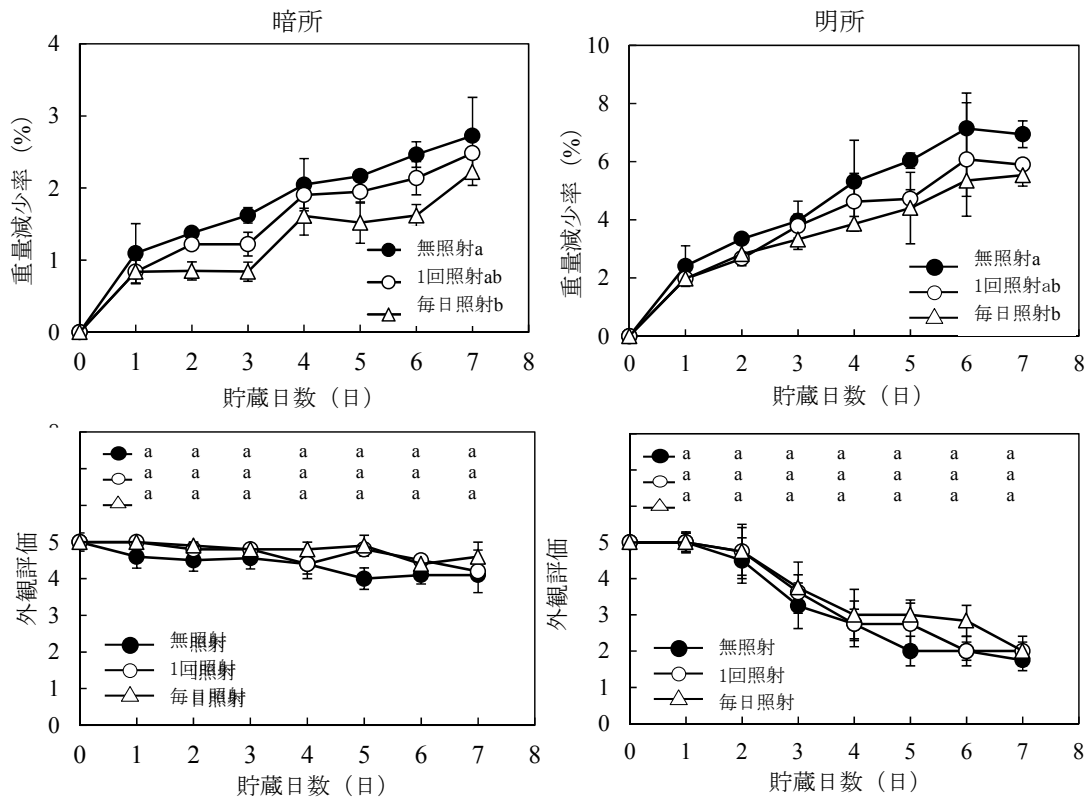 暗所
4
3
2
1
0
重量減少率（%）
無照射a
1回照射ab
毎日照射b
0 1 2 3 4 5 6 7 8
貯蔵日数（日）
明所
10
8
6
4
2
0
重量減少率（%）
無照射a
1回照射ab
毎日照射b
0 1 2 3 4 5 6 7 8
貯蔵日数（日）
a a a a a a a
a a a a a a a
a a a a a a a
5
4
3
2
1
0
外観評価
無照射
1回照射
毎日照射
0 1 2 3 4 5 6 7 8
貯蔵日数（日）
a a a a a a a
a a a a a a a
a a a a a a a
5
4
3
2
1
0
外観評価
無照射
1回照射
毎日照射
0 1 2 3 4 5 6 7 8
貯蔵日数（日）